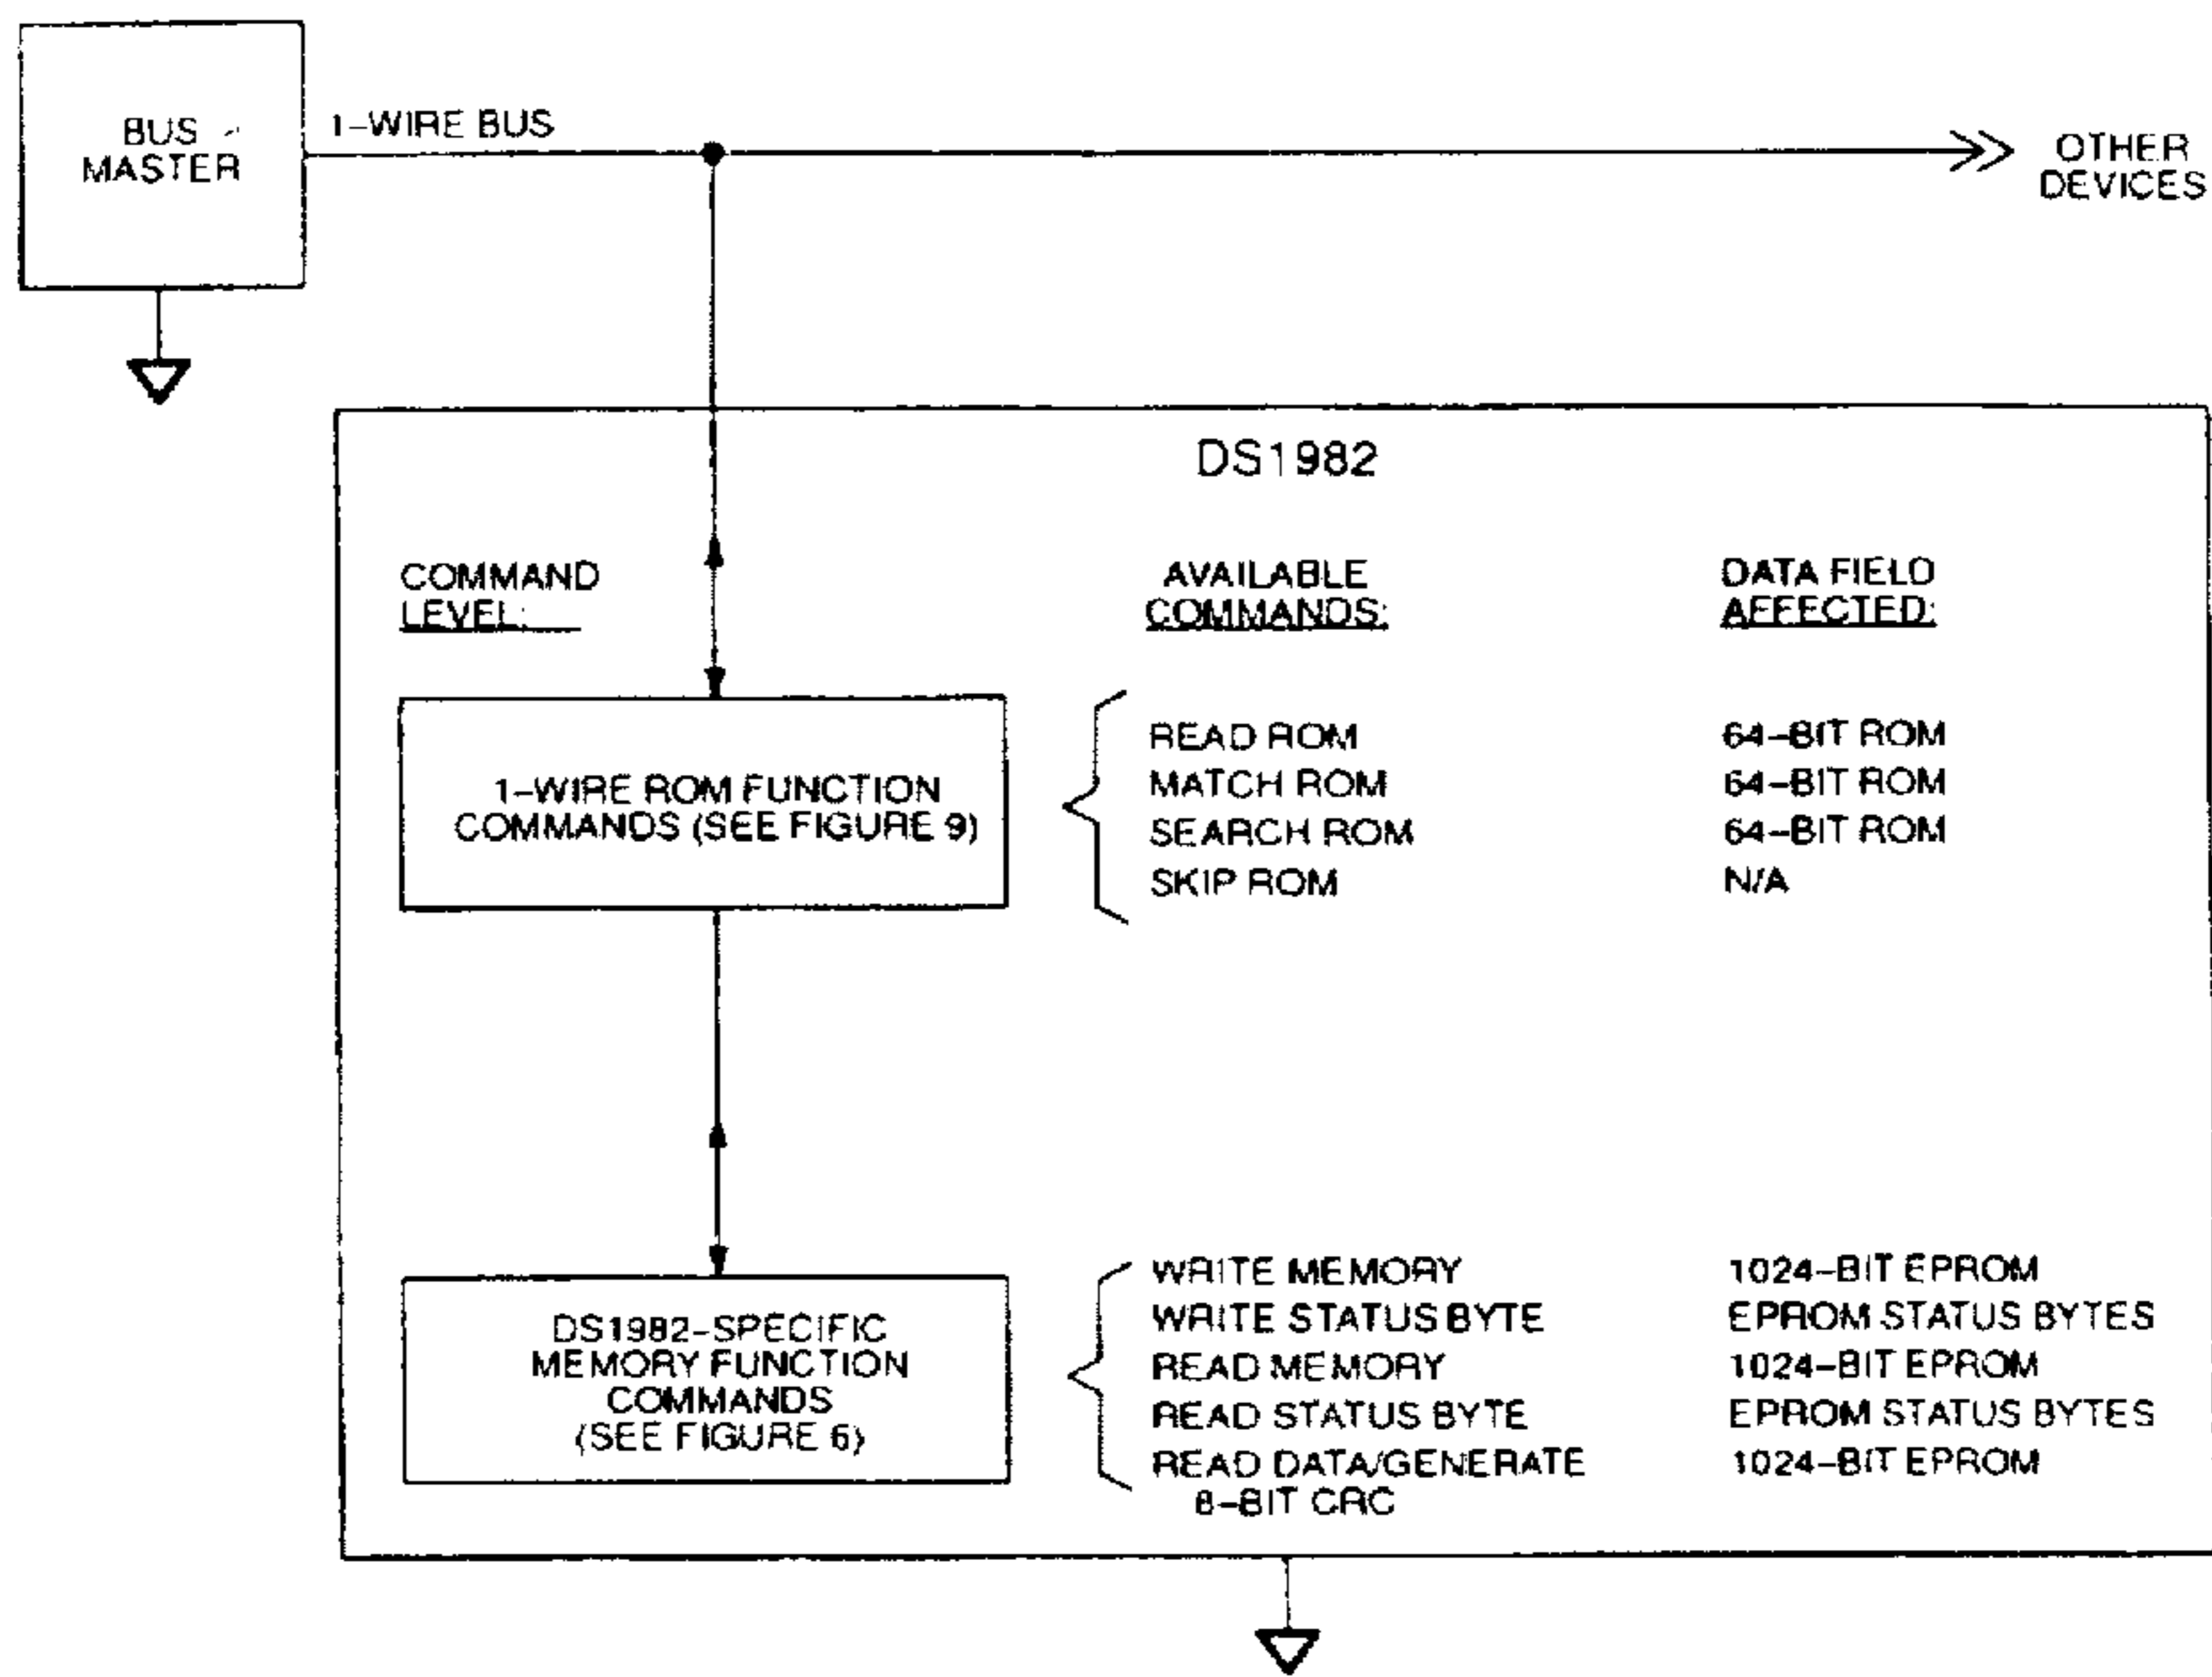 BUS
MASTER
1-WIRE BUS
OTHER
DEVICES
DS1982
COMMAND
LEVEL:
AVAILABLE
COMMANDS:
DATA FIELD
AFFECTED:
1-WIRE ROM FUNCTION
COMMANDS (SEE FIGURE 9)
READ ROM 64-BIT ROM
MATCH ROM 64-BIT ROM
SEARCH ROM 64-BIT ROM
SKIP ROM N/A
DS1982-SPECIFIC
MEMORY FUNCTION
COMMANDS
(SEE FIGURE 6)
WRITE MEMORY 1024-BIT EPROM
WRITE STATUS BYTE EPROM STATUS BYTES
READ MEMORY 1024-BIT EPROM
READ STATUS BYTE EPROM STATUS BYTES
READ DATA/GENERATE 1024-BIT EPROM
8-BIT CRC